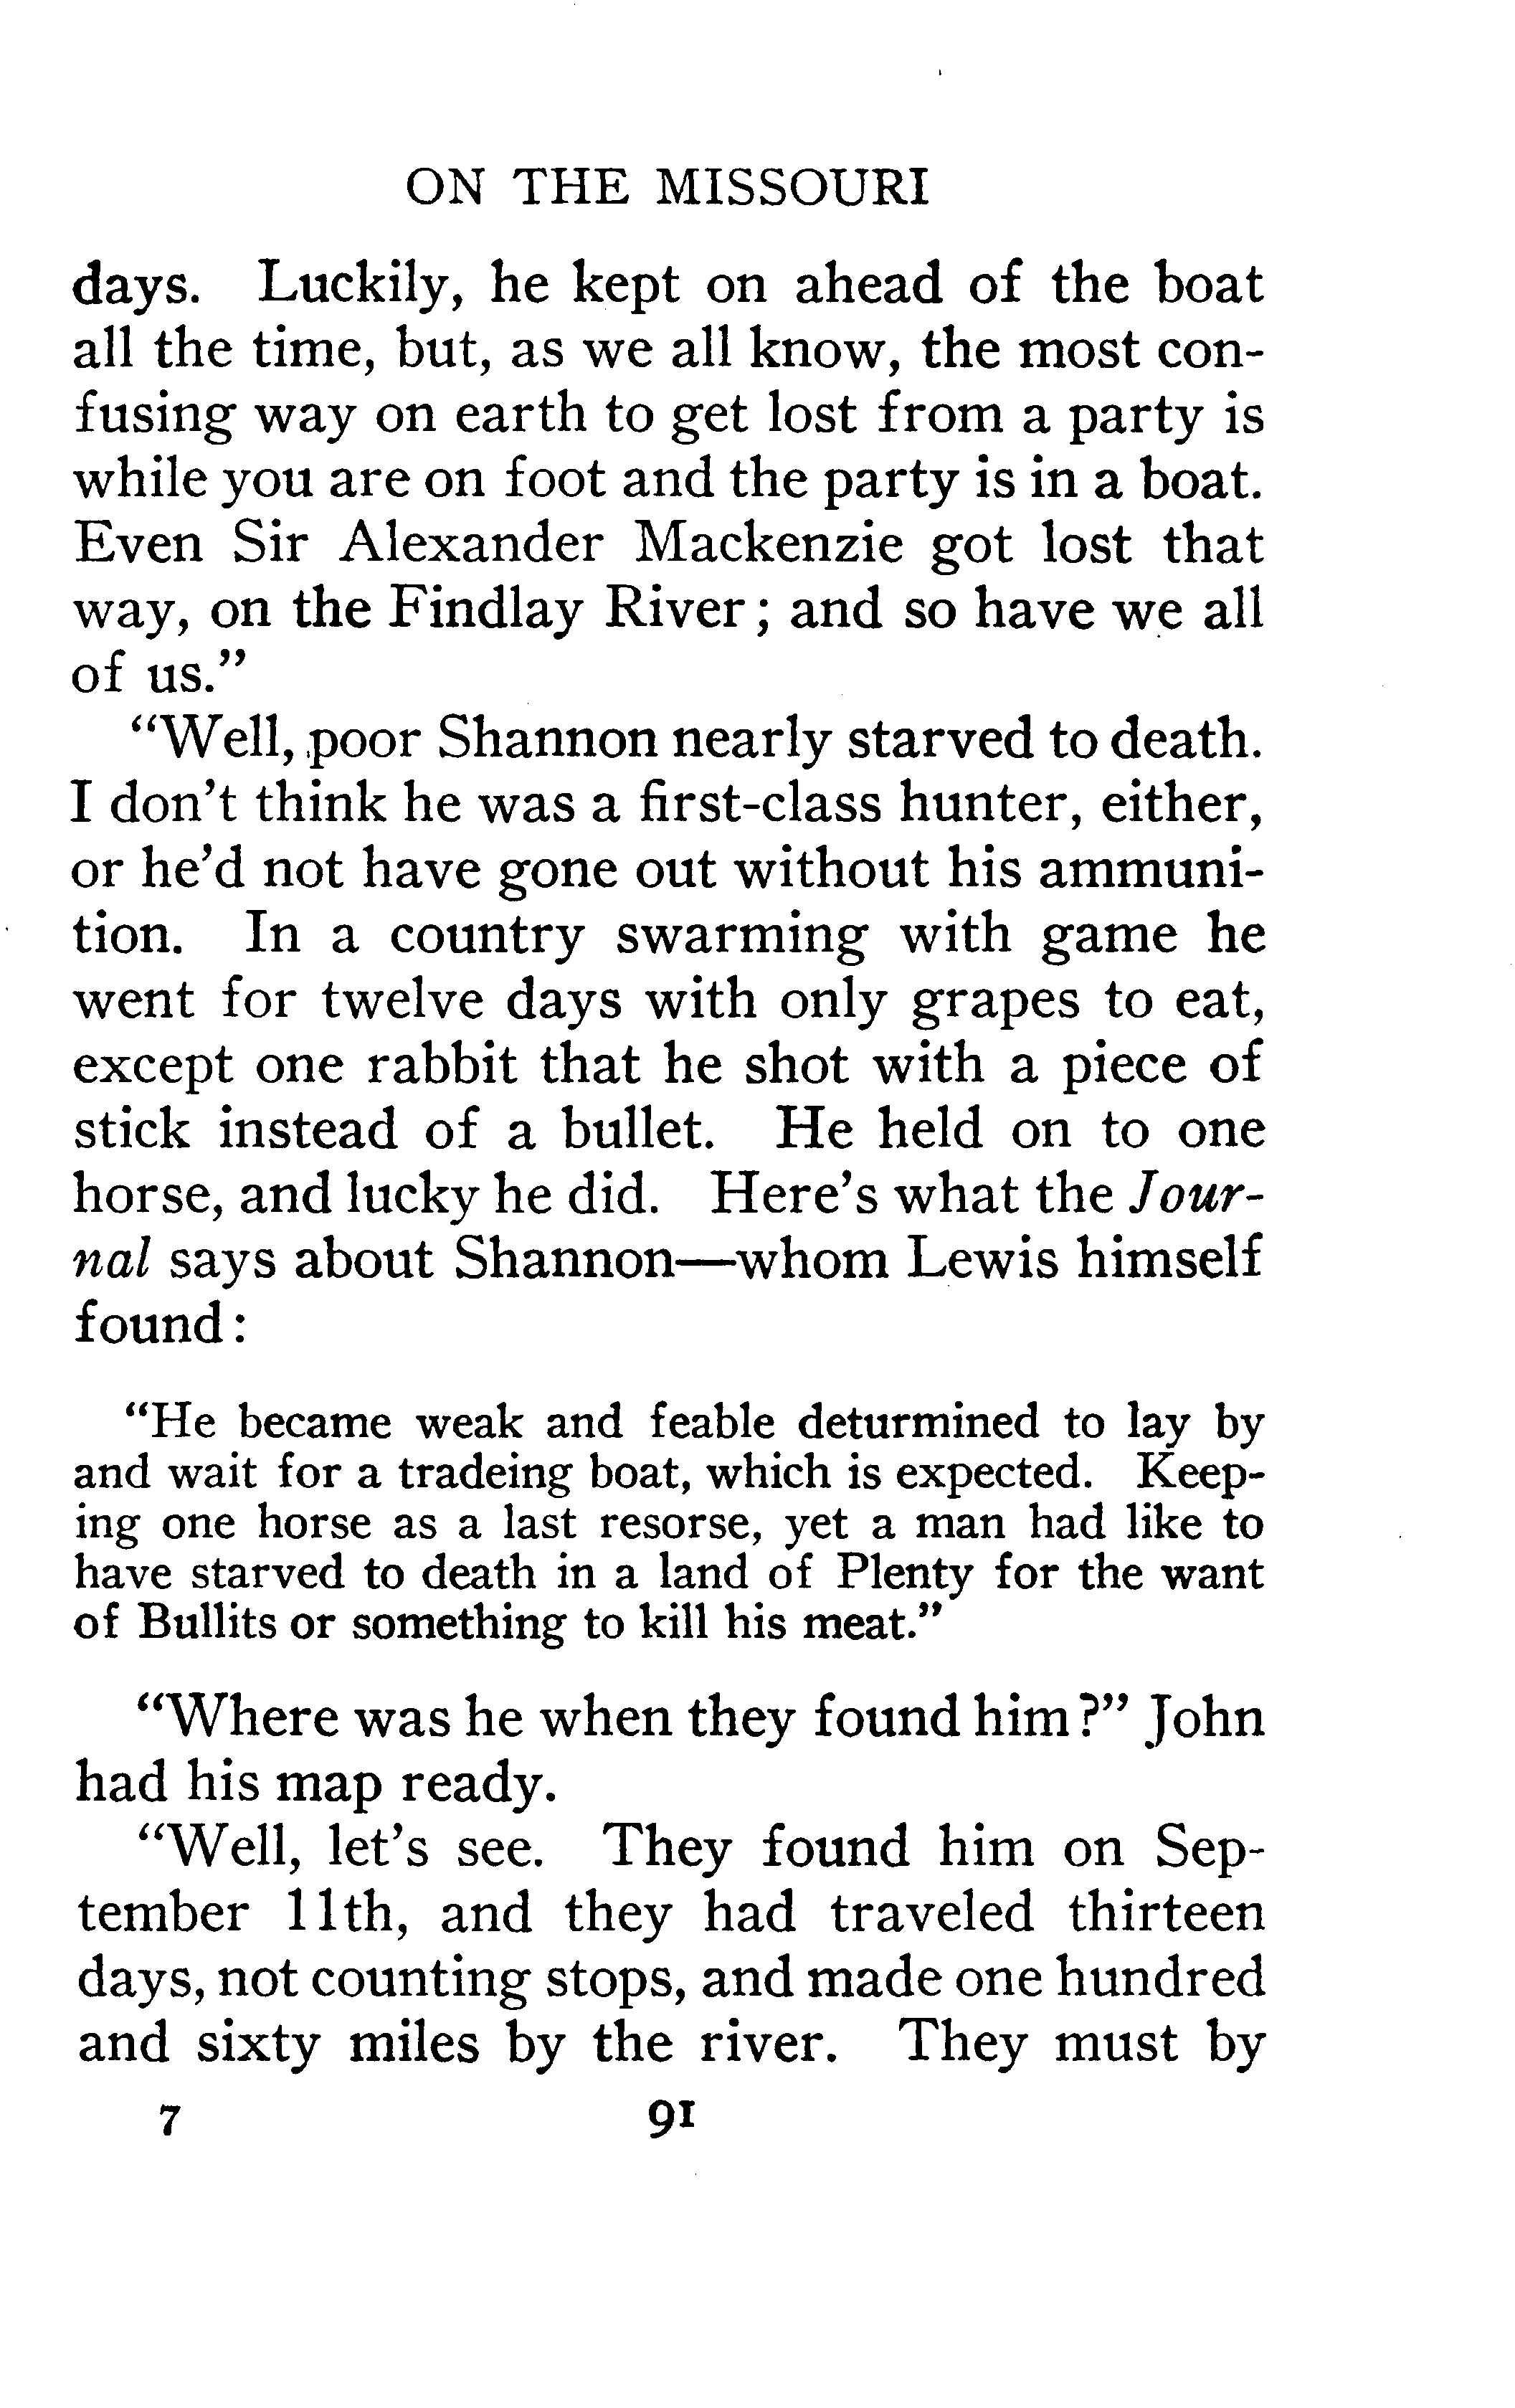 ON THE MISSOURI
days. Luckily, he kept on ahead of the boat
all the time, but, as we all know, the most con-
fusing way on earth to get lost from a party is
while you are on foot and the party is in a boat.
Even Sir Alexander Mackenzie got lost that
way, on the Findlay River; and so have we all
of us.”
“Well, poor Shannon nearly starved to death.
I don’t think he was a first-class hunter, either,
or he’d not have gone out without his ammuni-
tion. In a country swarming with game he
went for twelve days with only grapes to eat,
except one rabbit that he shot with a piece of
stick instead of a bullet. He held on to one
horse, and lucky he did. Here’s what the Jour-
nal says about Shannon—whom Lewis himself
found:
“He became weak and feable deturmined to lay by
and wait for a tradeing boat, which is expected. Keep-
ing one horse as a last resorse, yet a man had like to
have starved to death in a land of Plenty for the want
of Bullits or something to kill his meat.”
“Where was he when they found him?” John
had his map ready.
“Well, let’s see. They found him on Sep-
tember 11th, and they had traveled thirteen
days, not counting stops, and made one hundred
and sixty miles by the river. They must by
7 91